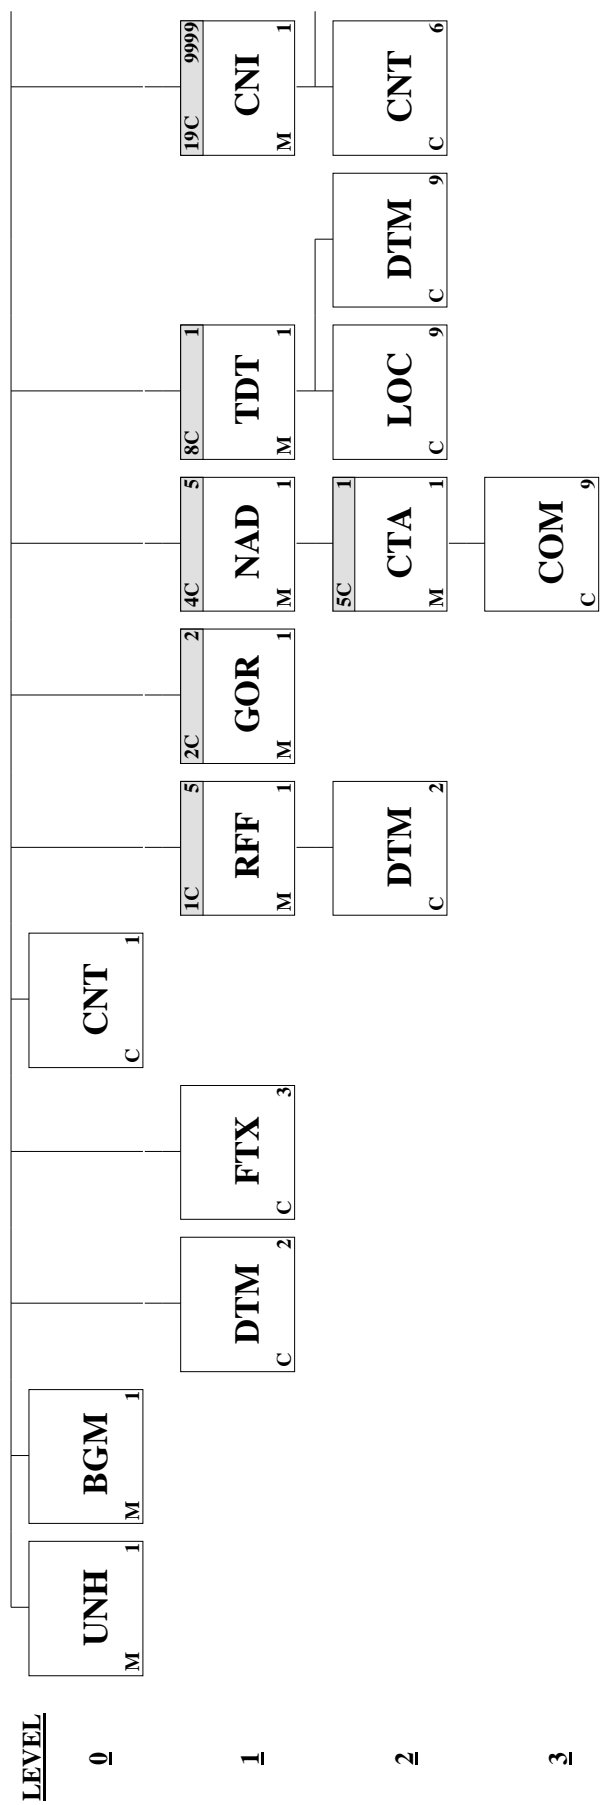 LEVEL
0
UNH
M 1
BGM
M 1
CNT
C 1
1
DTM
C 2
FTX
C 3
1C 5
RFF
M 1
2C 2
GOR
M 1
4C 5
NAD
M 1
8C 1
TDT
M 1
19C 9999
CNI
M 1
2
DTM
C 2
5C 1
CTA
M 1
LOC
C 9
DTM
C 9
CNT
C 6
3
COM
C 9